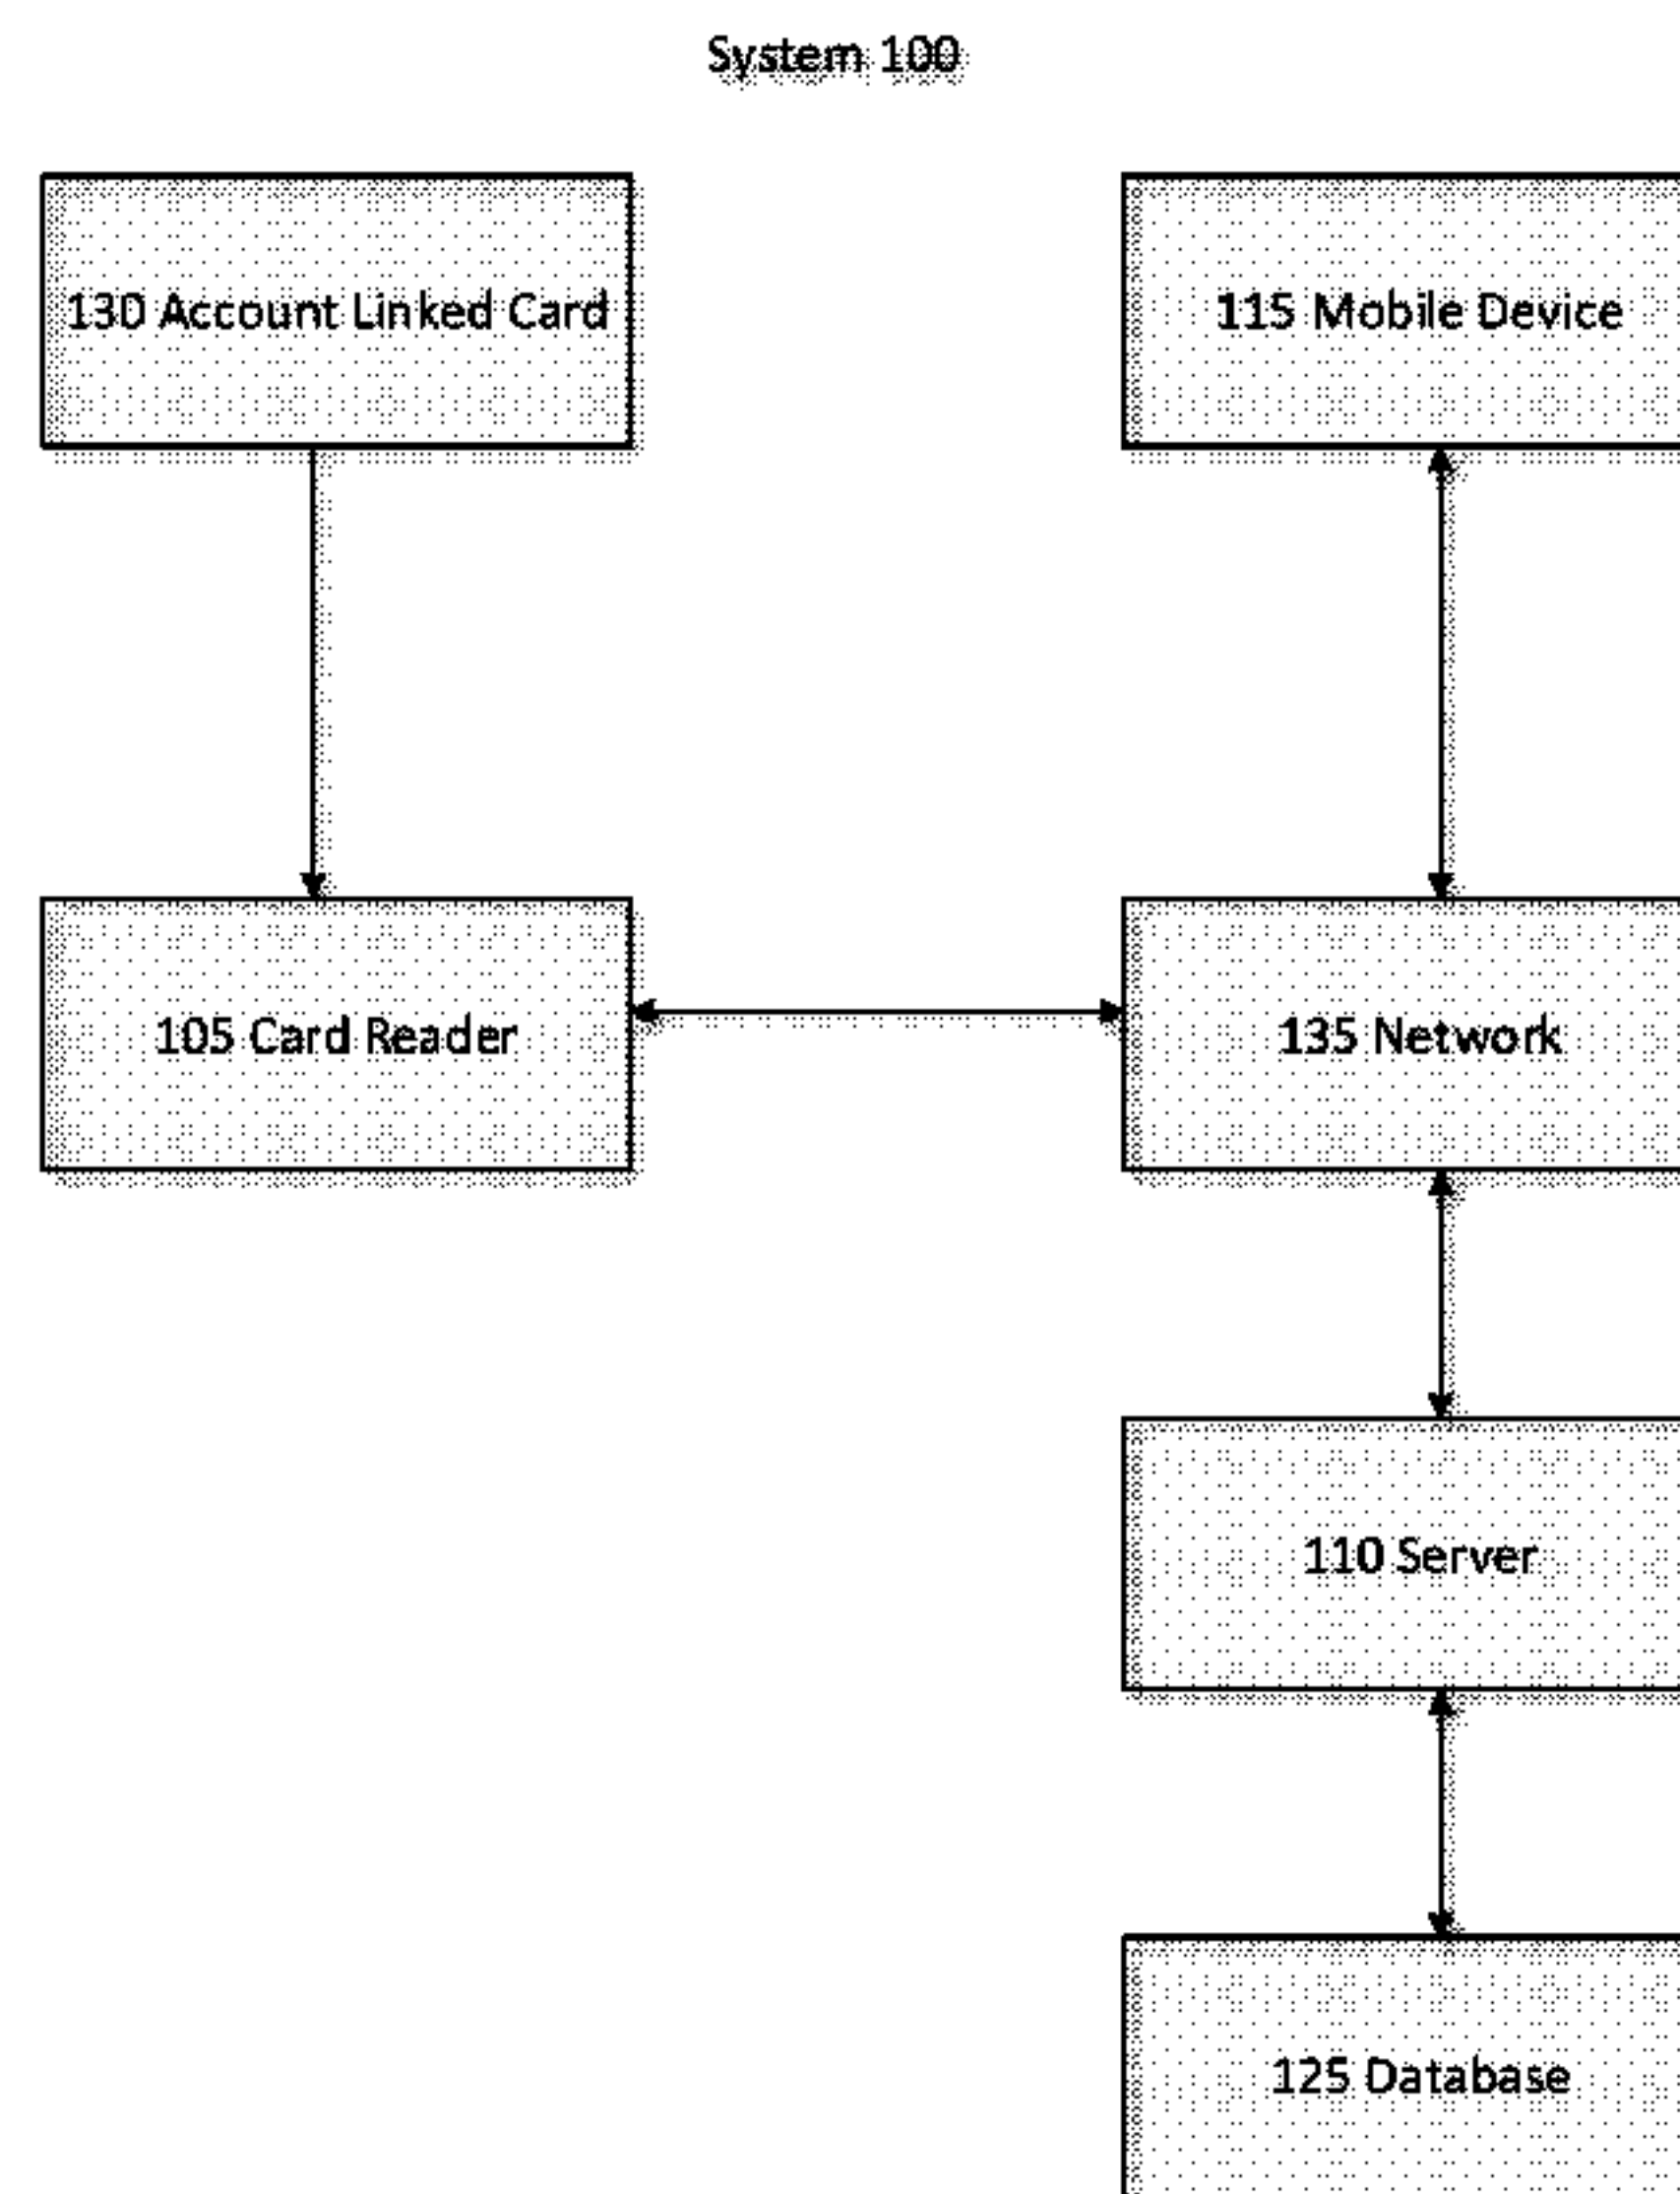 System 100
130 Account Linked Card
115 Mobile Device
105 Card Reader
135 Network
110 Server
125 Database